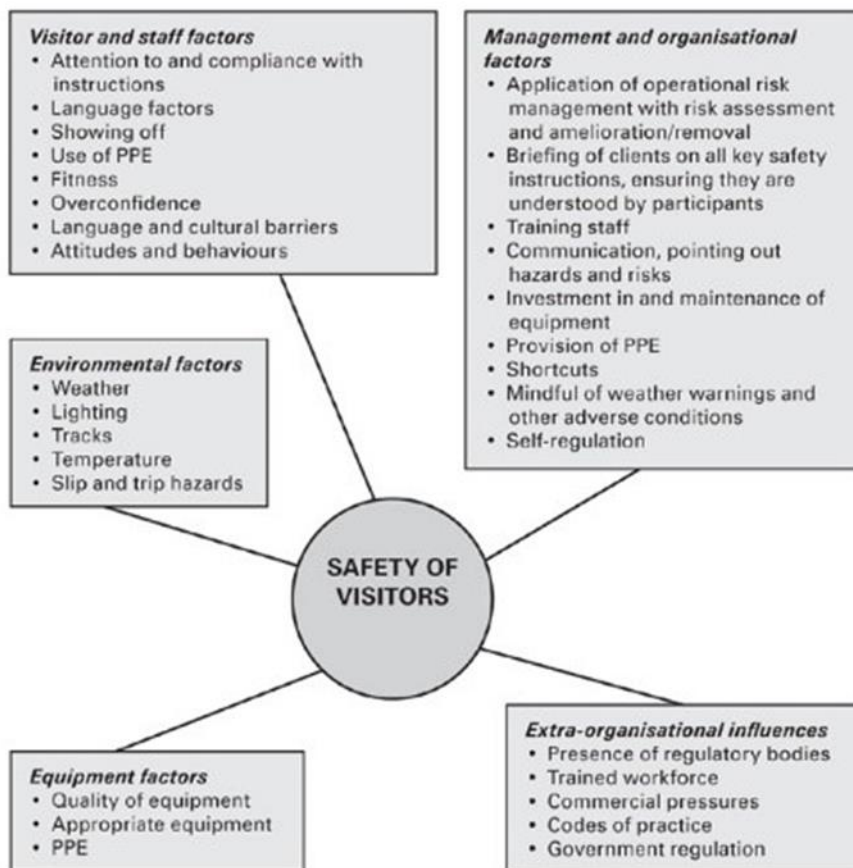 Visitor and staff factors
• Attention to and compliance with
instructions
• Language factors
• Showing off
• Use of PPE
• Fitness
• Overconfidence
• Language and cultural barriers
• Attitudes and behaviours
Management and organisational
factors
• Application of operational risk
management with risk assessment
and amelioration/removal
• Briefing of clients on all key safety
instructions, ensuring they are
understood by participants
• Training staff
• Communication, pointing out
hazards and risks
• Investment in and maintenance of
equipment
• Provision of PPE
• Shortcuts
• Mindful of weather warnings and
other adverse conditions
• Self-regulation
Environmental factors
• Weather
• Lighting
• Tracks
• Temperature
• Slip and trip hazards
SAFETY OF
VISITORS
Equipment factors
• Quality of equipment
• Appropriate equipment
• PPE
Extra-organisational influences
• Presence of regulatory bodies
• Trained workforce
• Commercial pressures
• Codes of practice
• Government regulation